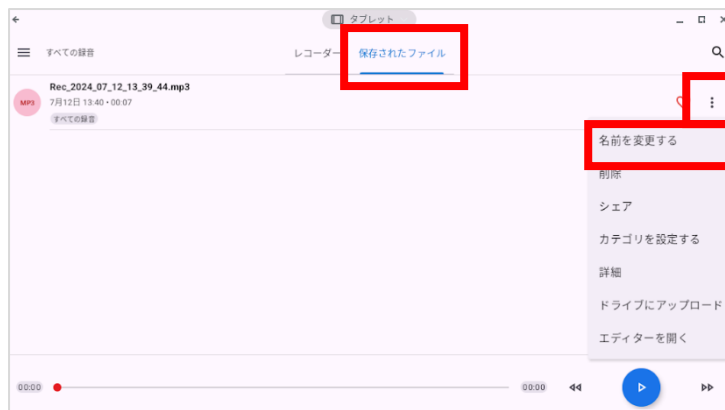 タブレット
すべての録音
レコーダー
保存されたファイル
Rec_2024_07_12_13_39_44.mp3
MP3
7月12日 13:40・00:07
すべての録音
名前を変更する
削除
シェア
カテゴリを設定する
詳細
ドライブにアップロード
エディターを開く
00:00
00:00